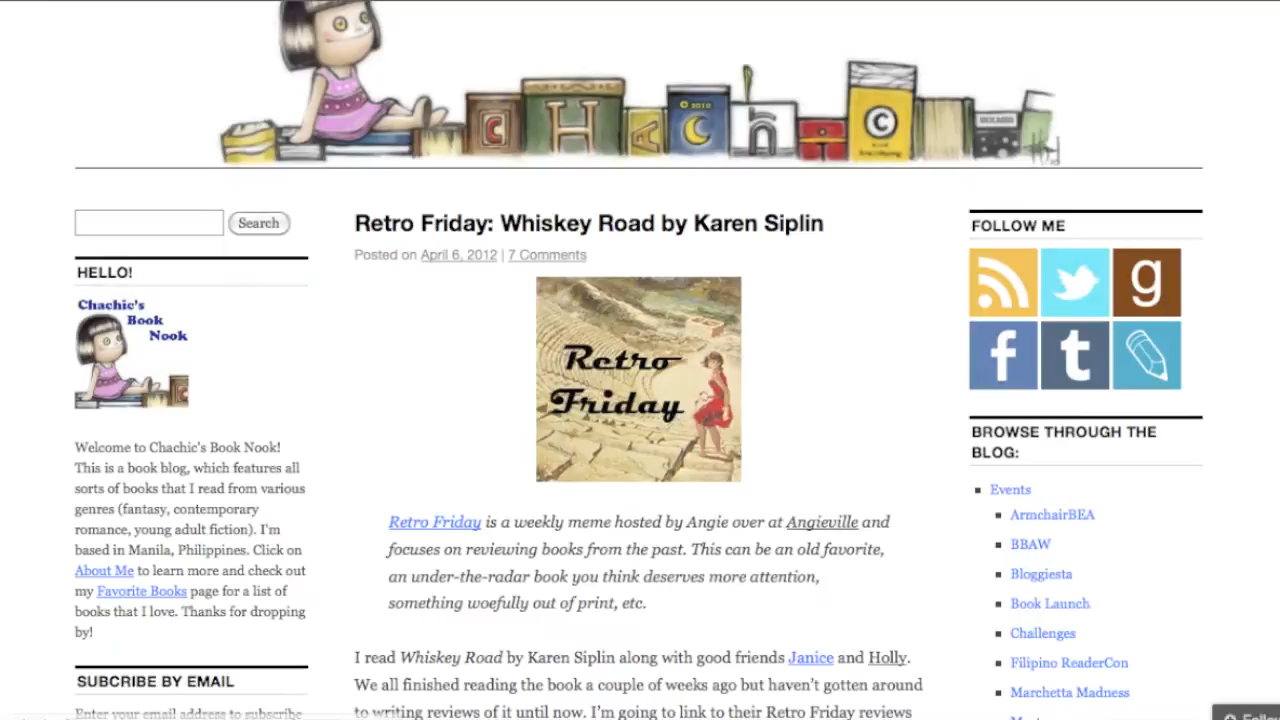 CHAchic
Search
HELLO!
Chachic's
Book
Nook
Welcome to Chachic's Book Nook!
This is a book blog, which features all
sorts of books that I read from various
genres (fantasy, contemporary
romance, young adult fiction). I'm
based in Manila, Philippines. Click on
About Me to learn more and check out
my Favorite Books page for a list of
books that I love. Thanks for dropping
by!
SUBCRIBE BY EMAIL
Enter your email address to subscribe
Retro Friday: Whiskey Road by Karen Siplin
Posted on April 6, 2012 | 7 Comments
Retro
Friday
Retro Friday is a weekly meme hosted by Angie over at Angieville and
focuses on reviewing books from the past. This can be an old favorite,
an under-the-radar book you think deserves more attention,
something woefully out of print, etc.
I read Whiskey Road by Karen Siplin along with good friends Janice and Holly.
We all finished reading the book a couple of weeks ago but haven't gotten around
to writing reviews of it until now. I'm going to link to their Retro Friday reviews
FOLLOW ME
g
f
t
BROWSE THROUGH THE
BLOG:
Events
ArmchairBEA
BBAW
Bloggiesta
Book Launch
Challenges
Filipino ReaderCon
Marchetta Madness